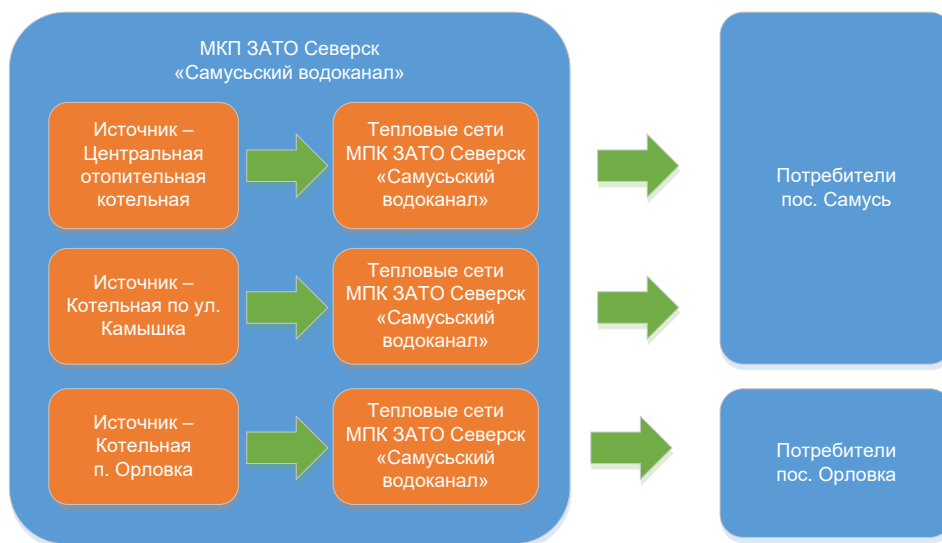 МКП ЗАТО Северск
«Самусьский водоканал»
Источник –
Центральная
отопительная
котельная
Тепловые сети
МПК ЗАТО Северск
«Самусьский
водоканал»
Потребители
пос. Самусь
Источник –
Котельная по ул.
Камышка
Тепловые сети
МПК ЗАТО Северск
«Самусьский
водоканал»
Источник –
Котельная
п. Орловка
Тепловые сети
МПК ЗАТО Северск
«Самусьский
водоканал»
Потребители
пос. Орловка